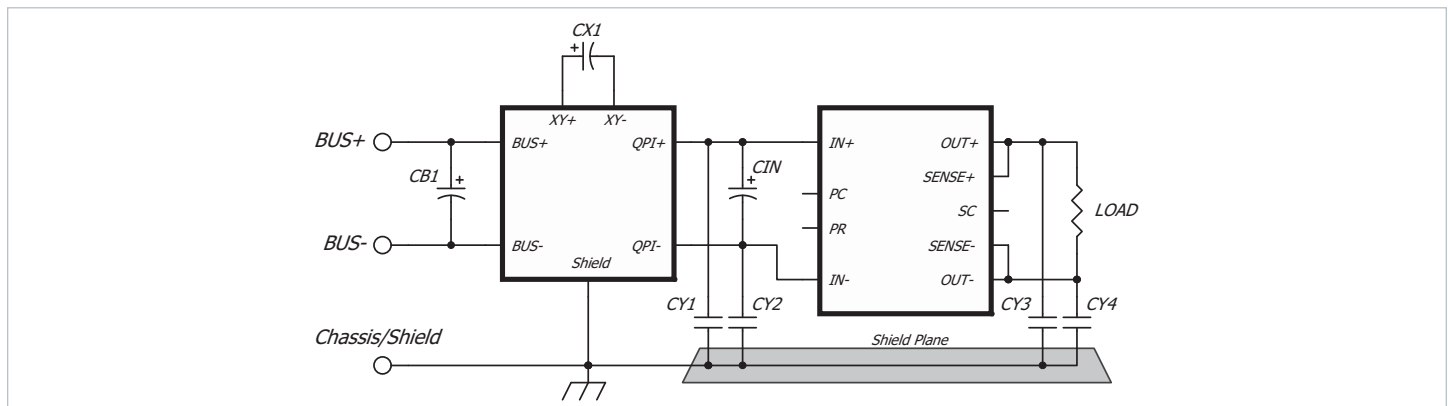 CX1
+
XY+ XY-
BUS+ BUS+ QPI+ IN+ OUT+
CB1 + CIN + PC SENSE+
SC LOAD
PR
BUS- BUS- QPI- SENSE-
Shield IN- OUT-
CY1 CY2 CY3 CY4
Chassis/Shield Shield Plane